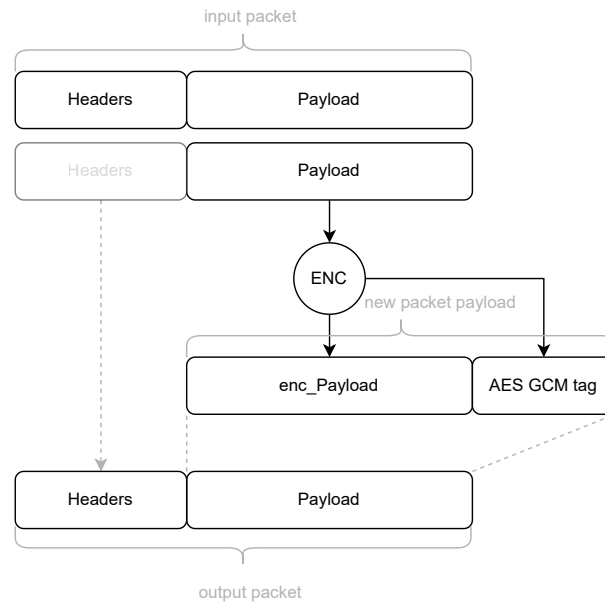 input packet
Headers
Payload
Headers
Payload
ENC
new packet payload
enc_Payload
AES GCM tag
Headers
Payload
output packet